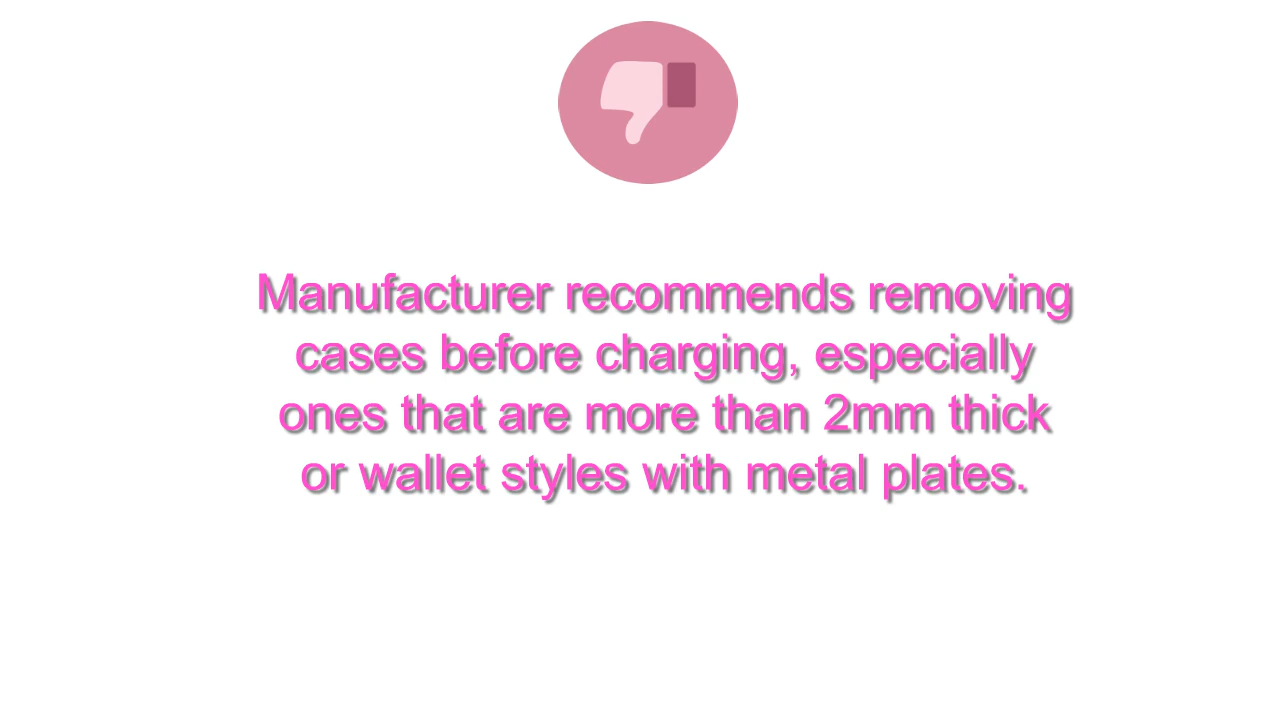 Manufacturer recommends removing
cases before charging, especially
ones that are more than 2mm thick
or wallet styles with metal plates.